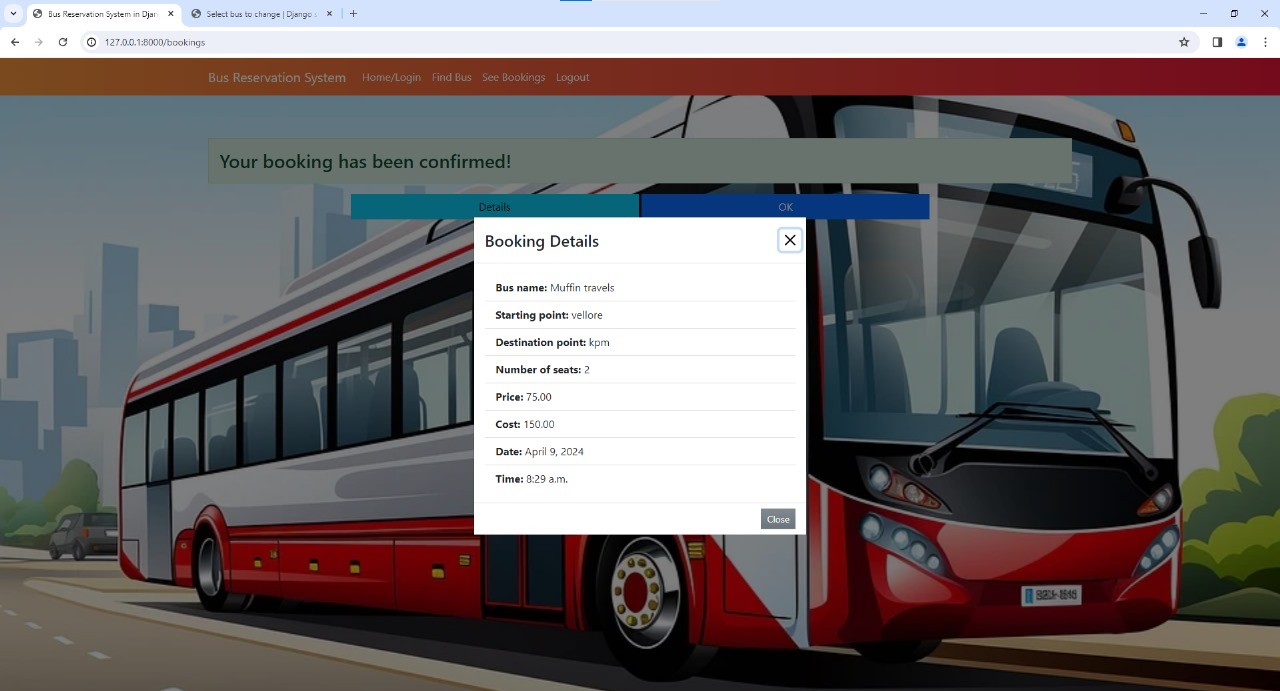 Bus Reservation System in Djan
Select bus to change | Django s
127.0.0.1:8000/bookings
Bus Reservation System Home/Login Find Bus See Bookings Logout
Your booking has been confirmed!
Details OK
Booking Details
Bus name: Muffin travels
Starting point: vellore
Destination point: kpm
Number of seats: 2
Price: 75.00
Cost: 150.00
Date: April 9, 2024
Time: 8:29 a.m.
Close